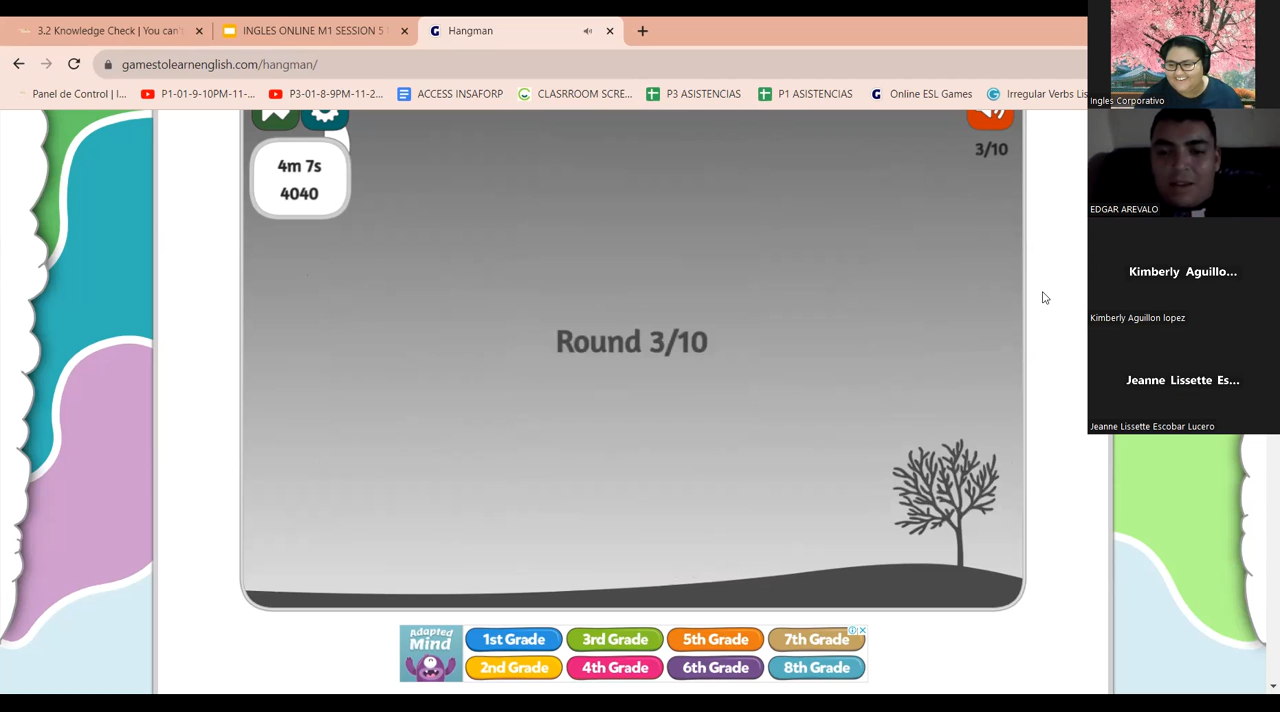 3.2 Knowledge Check | You can't
INGLES ONLINE M1 SESSION 5
Hangman
gamestolearnenglish.com/hangman/
Panel de Control | I...
P1-01-9-10PM-11-...
P3-01-8-9PM-11-2...
ACCESS INSAFORP
CLASRROOM SCRE...
P3 ASISTENCIAS
P1 ASISTENCIAS
Online ESL Games
Irregular Verbs Lis
4m 7s
4040
3/10
Round 3/10
Adapted
Mind
1st Grade
3rd Grade
5th Grade
7th Grade
2nd Grade
4th Grade
6th Grade
8th Grade
Ingles Corporativo
EDGAR AREVALO
Kimberly Aguillo...
Kimberly Aguillon lopez
Jeanne Lissette Es...
Jeanne Lissette Escobar Lucero